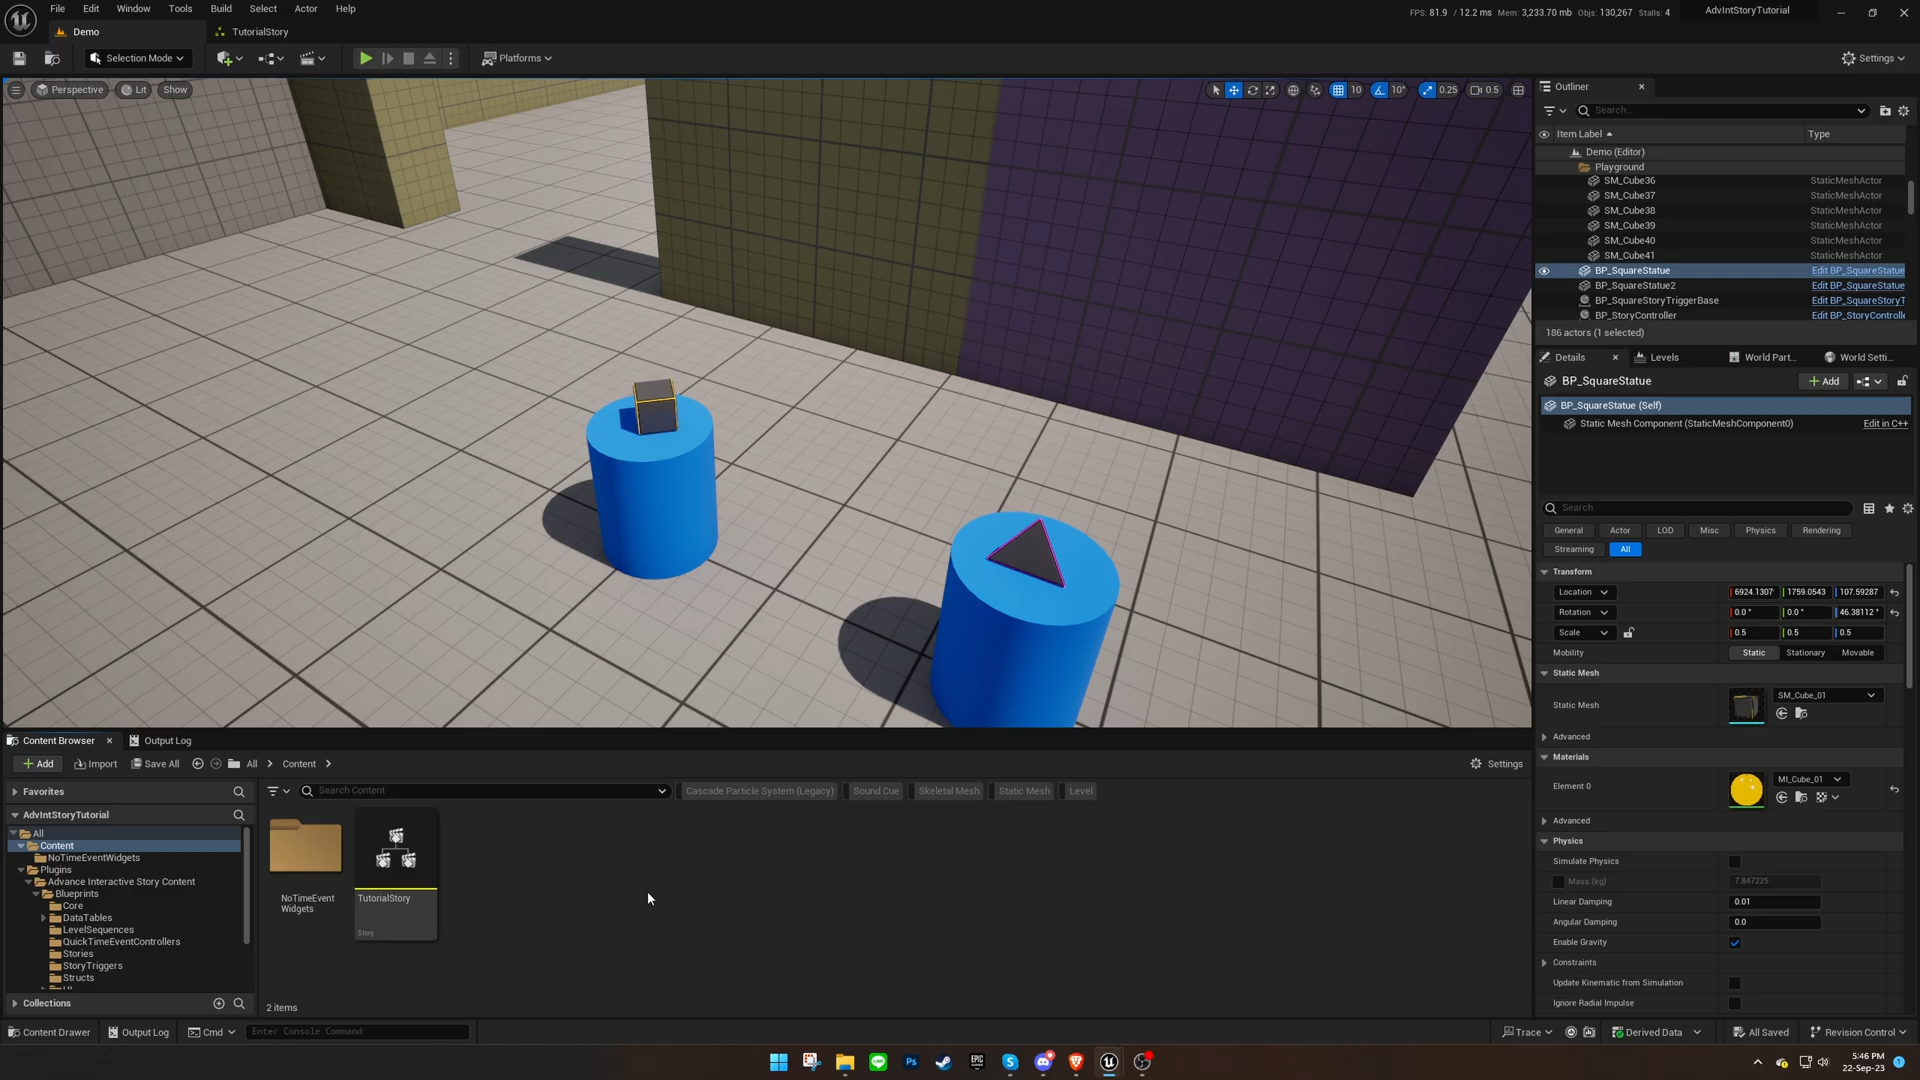 File Edit Window Tools Build Select Actor Help
FPS: 81.9 / 12.2 ms Mem: 3,233.70 mb Objs: 130,267 Stalls: 4
AdvIntStoryTutorial
Demo
TutorialStory
Selection Mode
Platforms
Settings
Perspective Lit Show
10 10° 0.25 0.5
Outliner
Search...
Item Label Type
Demo (Editor)
Playground
SM_Cube36 StaticMeshActor
SM_Cube37 StaticMeshActor
SM_Cube38 StaticMeshActor
SM_Cube39 StaticMeshActor
SM_Cube40 StaticMeshActor
SM_Cube41 StaticMeshActor
BP_SquareStatue Edit BP_SquareStatue
BP_SquareStatue2 Edit BP_SquareStatue
BP_SquareStoryTriggerBase Edit BP_SquareStoryT
BP_StoryController Edit BP_StoryControlle
186 actors (1 selected)
Details Levels World Part... World Setti...
BP_SquareStatue
Add
BP_SquareStatue (Self)
Static Mesh Component (StaticMeshComponent0) Edit in C++
Search
General Actor LOD Misc Physics Rendering
Streaming All
Transform
Location 6924.1307 1759.0543 107.59287
Rotation 0.0 ° 0.0 ° 46.38112 °
Scale 0.5 0.5 0.5
Mobility Static Stationary Movable
Static Mesh
Static Mesh SM_Cube_01
Advanced
Materials
Element 0 MI_Cube_01
Advanced
Physics
Simulate Physics
Mass (kg) 7.847225
Linear Damping 0.01
Angular Damping 0.0
Enable Gravity
Constraints
Update Kinematic from Simulation
Ignore Radial Impulse
Content Browser Output Log
Add Import Save All All Content Settings
Favorites
AdvIntStoryTutorial
All
Content
NoTimeEventWidgets
Plugins
Advance Interactive Story Content
Blueprints
Core
DataTables
LevelSequences
QuickTimeEventControllers
Stories
StoryTriggers
Structs
Collections
Search Content
Cascade Particle System (Legacy) Sound Cue Skeletal Mesh Static Mesh Level
NoTimeEvent
Widgets
TutorialStory
Story
2 items
Content Drawer Output Log Cmd Enter Console Command
Trace Derived Data All Saved Revision Control
Ps
EPIC
5:46 PM
22-Sep-23
1